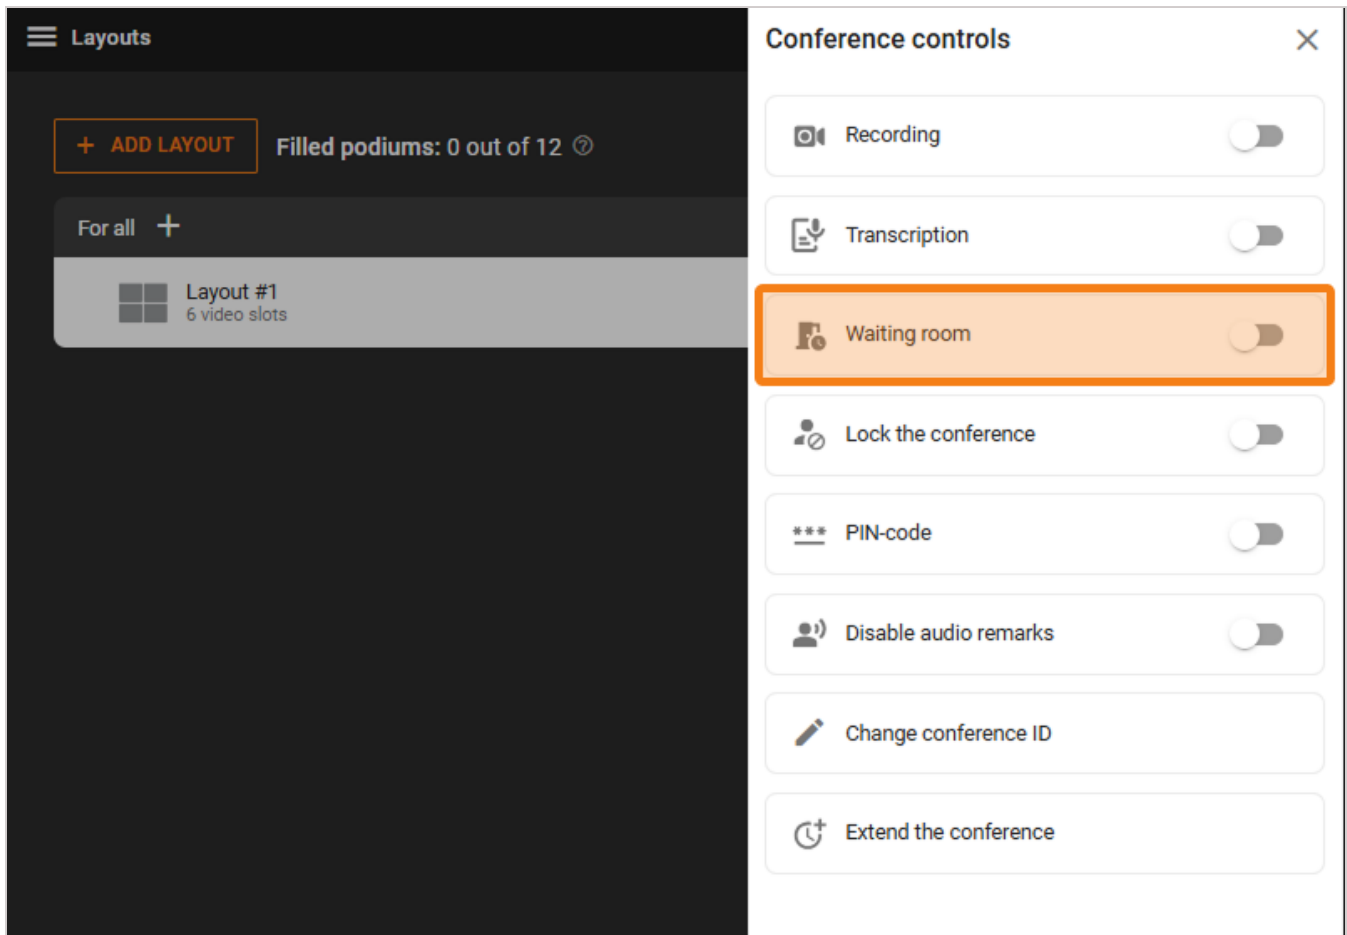 Layouts
+ ADD LAYOUT
Filled podiums: 0 out of 12 ?
For all +
Layout #1
6 video slots
Conference controls
Recording
Transcription
Waiting room
Lock the conference
*** PIN-code
Disable audio remarks
Change conference ID
Extend the conference